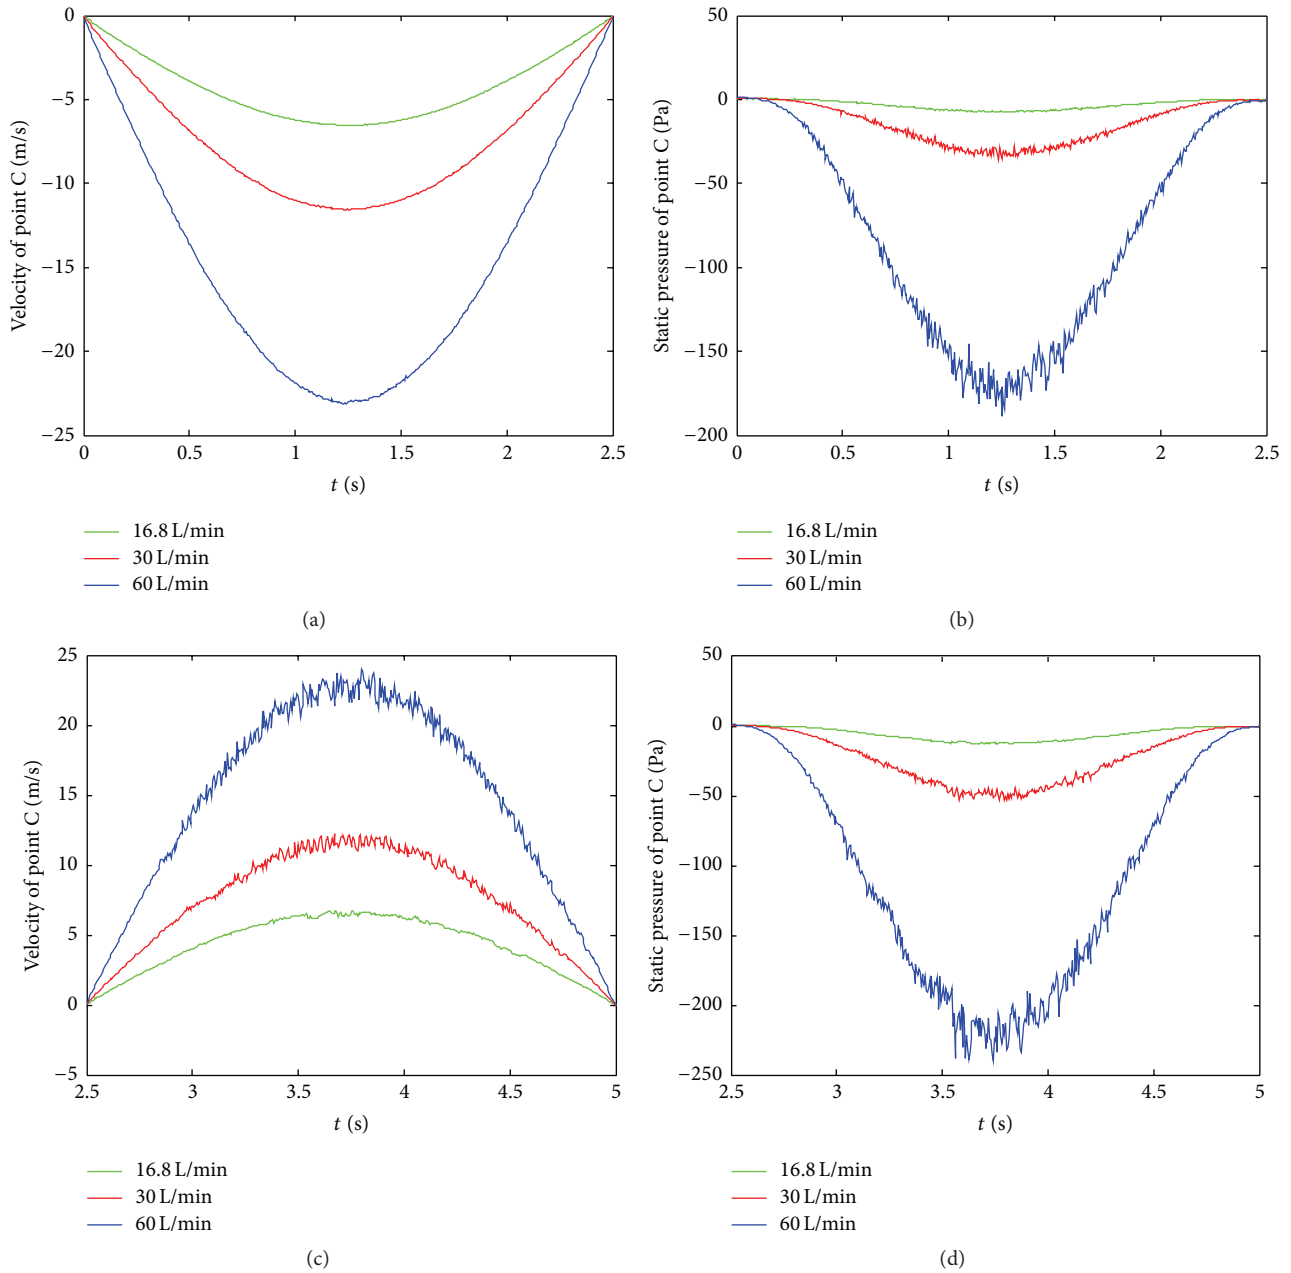 Velocity of point C (m/s)
0
−5
−10
−15
−20
−25
0 0.5 1 1.5 2 2.5
t (s)
16.8 L/min
30 L/min
60 L/min
(a)
Static pressure of point C (Pa)
50
0
−50
−100
−150
−200
0 0.5 1 1.5 2 2.5
t (s)
16.8 L/min
30 L/min
60 L/min
(b)
Velocity of point C (m/s)
25
20
15
10
5
0
−5
2.5 3 3.5 4 4.5 5
t (s)
16.8 L/min
30 L/min
60 L/min
(c)
Static pressure of point C (Pa)
50
0
−50
−100
−150
−200
−250
2.5 3 3.5 4 4.5 5
t (s)
16.8 L/min
30 L/min
60 L/min
(d)